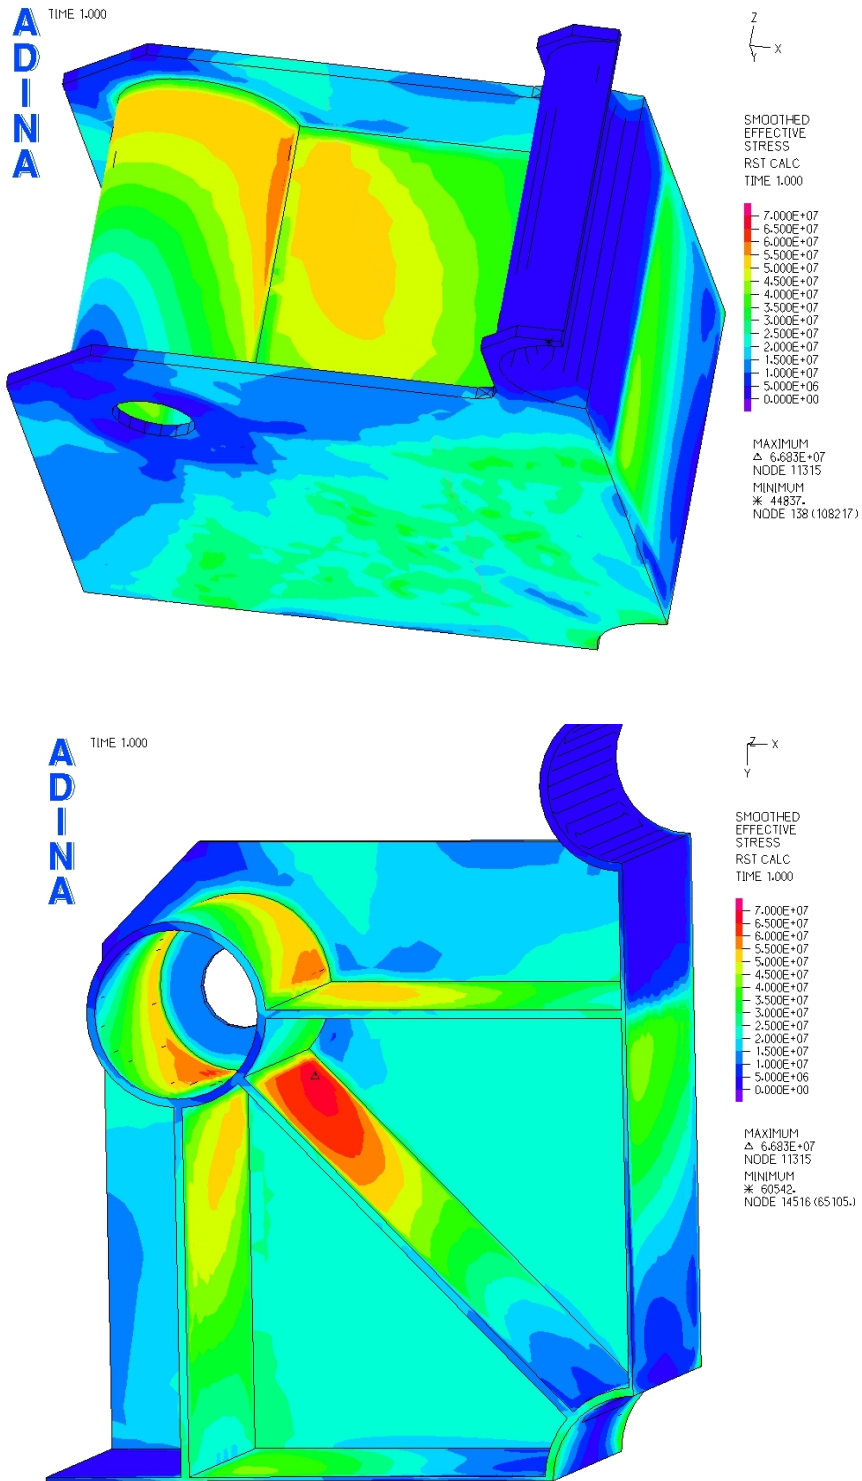 ADINA
TIME 1.000
Z
X
Y
SMOOTHED
EFFECTIVE
STRESS
RST CALC
TIME 1.000
7.000E+07
6.500E+07
6.000E+07
5.500E+07
5.000E+07
4.500E+07
4.000E+07
3.500E+07
3.000E+07
2.500E+07
2.000E+07
1.500E+07
1.000E+07
5.000E+06
0.000E+00
MAXIMUM
△ 6.683E+07
NODE 11315
MINIMUM
* 44837.
NODE 138 (108217)
ADINA
TIME 1.000
Z
X
Y
SMOOTHED
EFFECTIVE
STRESS
RST CALC
TIME 1.000
7.000E+07
6.500E+07
6.000E+07
5.500E+07
5.000E+07
4.500E+07
4.000E+07
3.500E+07
3.000E+07
2.500E+07
2.000E+07
1.500E+07
1.000E+07
5.000E+06
0.000E+00
MAXIMUM
△ 6.683E+07
NODE 11315
MINIMUM
* 60542.
NODE 14516 (65105.)